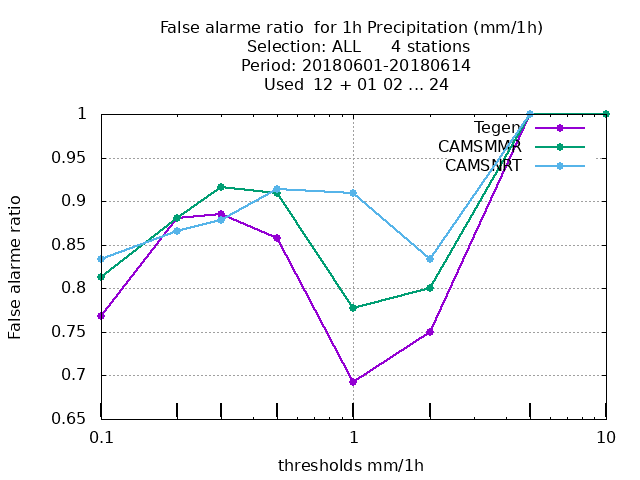 False alarme ratio  for 1h Precipitation (mm/1h)
Selection: ALL      4 stations
Period: 20180601-20180614
Used  12 + 01 02 ... 24
1
0.95
0.9
0.85
0.8
0.75
0.7
0.65
False alarme ratio
Tegen
CAMSMMR
CAMSNRT
0.1
1
10
thresholds mm/1h